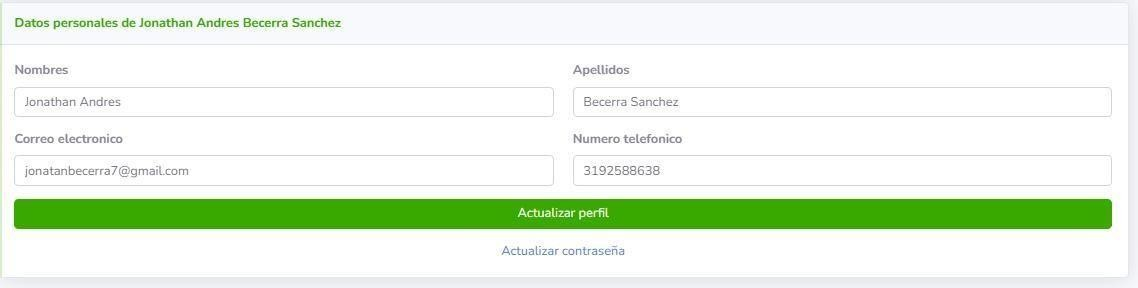 Datos personales de Jonathan Andres Becerra Sanchez
Nombres Apellidos
Jonathan Andres Becerra Sanchez
Correo electronico Numero telefonico
jonatanbecerra7@gmail.com 3192588638
Actualizar perfil
Actualizar contraseña